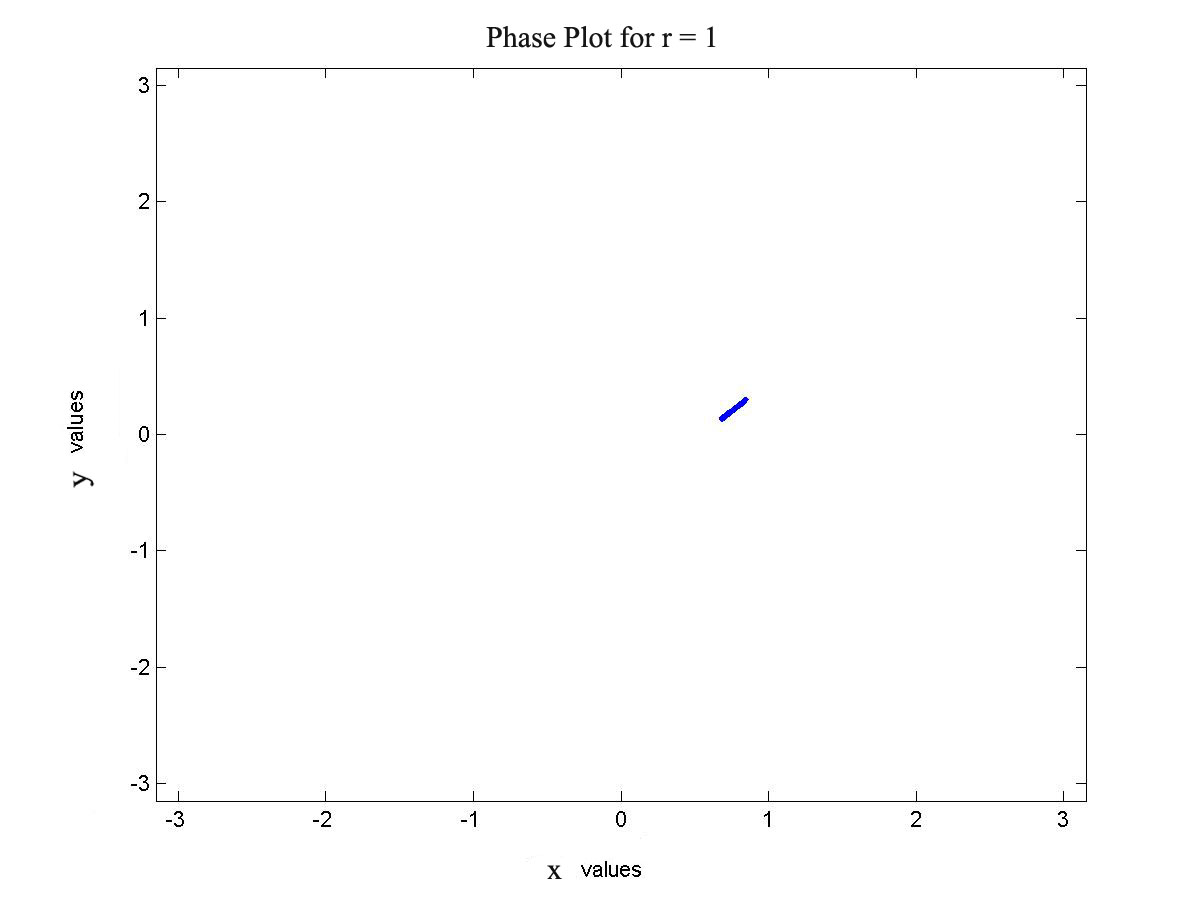 Phase Plot for r = 1
3
2
1
0
-1
-2
-3
y values
-3 -2 -1 0 1 2 3
x values